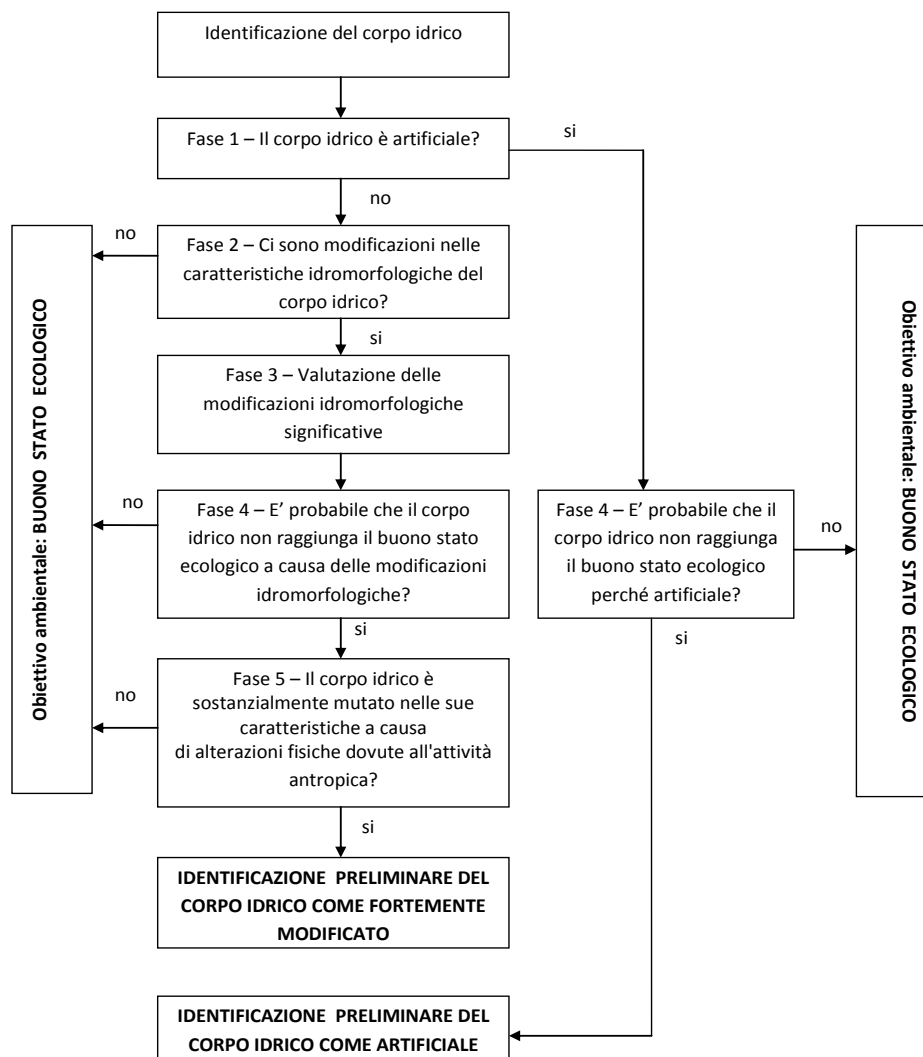 Identificazione del corpo idrico
Fase 1 – Il corpo idrico è artificiale?
si
no
no
Fase 2 – Ci sono modificazioni nelle
caratteristiche idromorfologiche del
corpo idrico?
si
Fase 3 – Valutazione delle
modificazioni idromorfologiche
significative
no
Fase 4 – E’ probabile che il corpo
idrico non raggiunga il buono stato
ecologico a causa delle modificazioni
idromorfologiche?
si
Fase 4 – E’ probabile che il
corpo idrico non raggiunga
il buono stato ecologico
perché artificiale?
no
si
no
Fase 5 – Il corpo idrico è
sostanzialmente mutato nelle sue
caratteristiche a causa
di alterazioni fisiche dovute all'attività
antropica?
si
Obiettivo ambientale: BUONO STATO ECOLOGICO
Obiettivo ambientale: BUONO STATO ECOLOGICO
IDENTIFICAZIONE PRELIMINARE DEL
CORPO IDRICO COME FORTEMENTE
MODIFICATO
IDENTIFICAZIONE PRELIMINARE DEL
CORPO IDRICO COME ARTIFICIALE